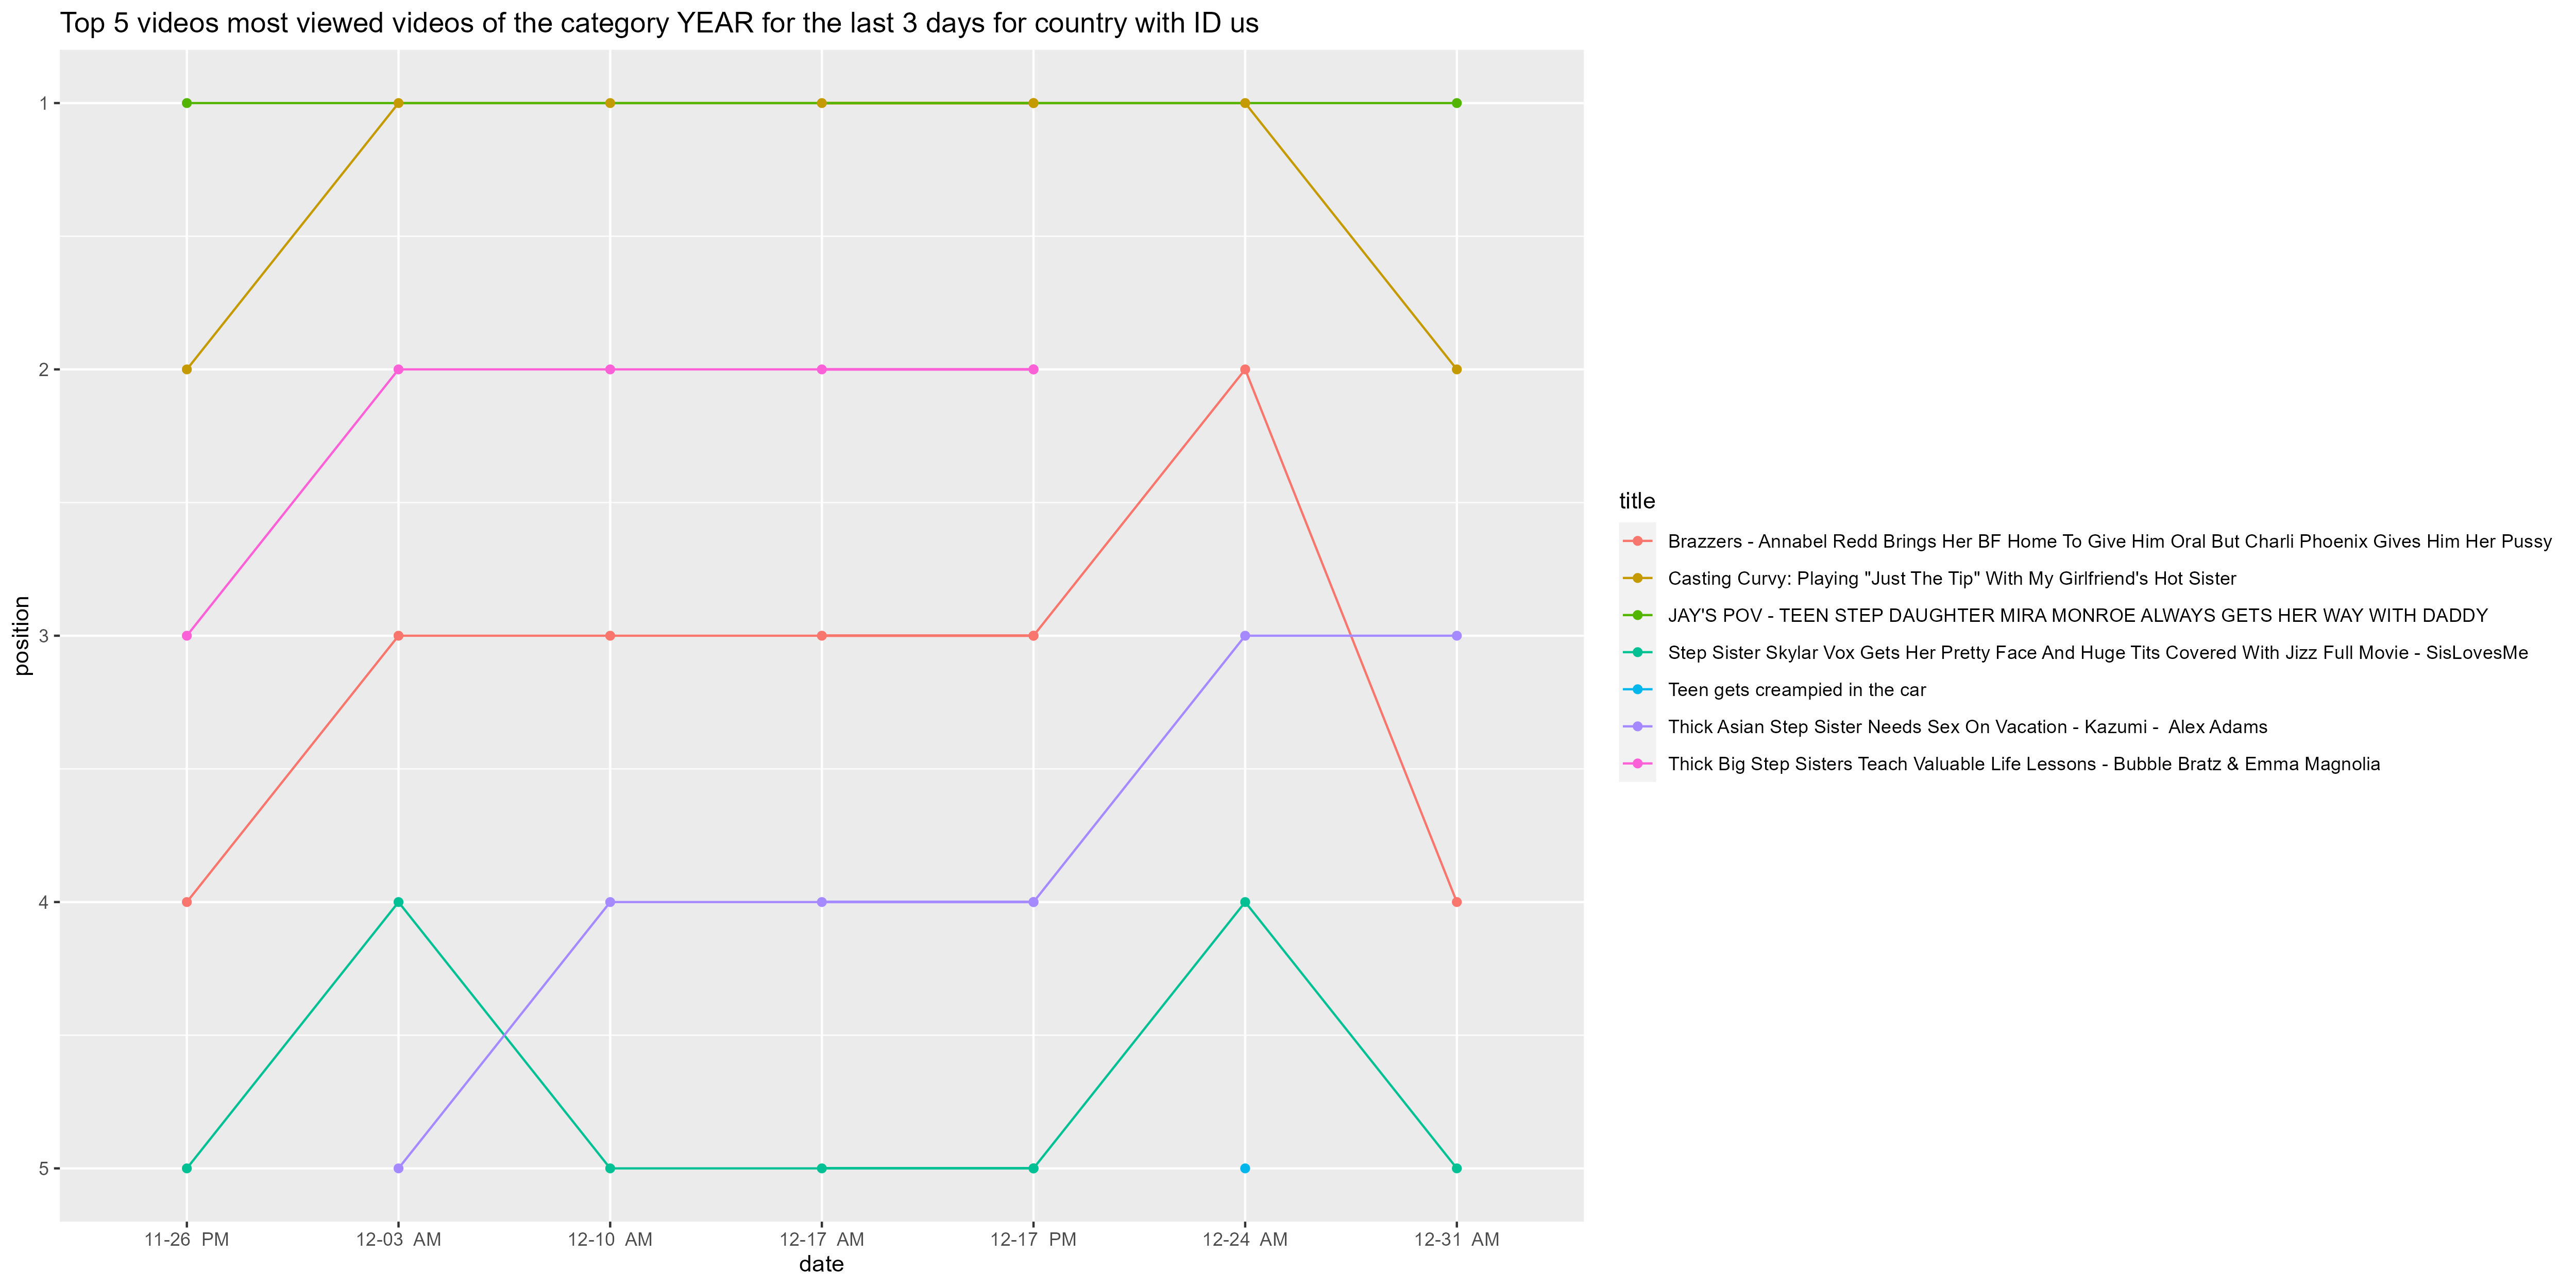 Top 5 videos most viewed videos of the category YEAR for the last 3 days for country with ID us
position
1
2
3
4
5
11-26 PM
12-03 AM
12-10 AM
12-17 AM
12-17 PM
12-24 AM
12-31 AM
date
title
Brazzers - Annabel Redd Brings Her BF Home To Give Him Oral But Charli Phoenix Gives Him Her Pussy
Casting Curvy: Playing "Just The Tip" With My Girlfriend's Hot Sister
JAY'S POV - TEEN STEP DAUGHTER MIRA MONROE ALWAYS GETS HER WAY WITH DADDY
Step Sister Skylar Vox Gets Her Pretty Face And Huge Tits Covered With Jizz Full Movie - SisLovesMe
Teen gets creampied in the car
Thick Asian Step Sister Needs Sex On Vacation - Kazumi -  Alex Adams
Thick Big Step Sisters Teach Valuable Life Lessons - Bubble Bratz & Emma Magnolia